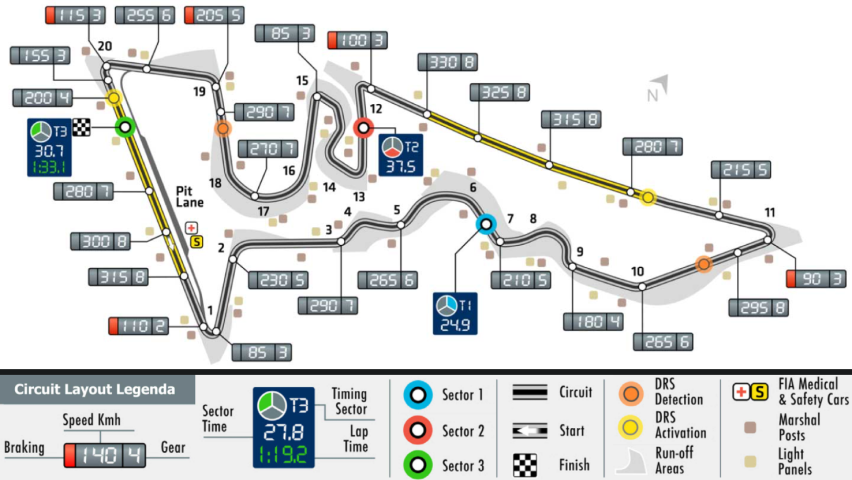 115 3
255 6
205 5
85 3
100 3
330 8
325 8
315 8
280 7
215 5
20
155 3
200 4
T3
30.7
1:33.1
19
290 7
270 7
18
17
16
15
14
13
12
T2
37.5
N
280 7
300 8
315 8
Pit
Lane
S
110 2
1
85 3
2
230 5
3
290 7
4
5
265 6
6
T1
24.9
7
210 5
8
9
180 4
10
265 6
11
90 3
295 8
Circuit Layout Legenda
Speed Kmh
Braking
140 4
Gear
Sector
Time
T3
27.8
1:19.2
Timing
Sector
Lap
Time
Sector 1
Sector 2
Sector 3
Circuit
Start
Finish
DRS
Detection
DRS
Activation
Run-off
Areas
S
FIA Medical
& Safety Cars
Marshal
Posts
Light
Panels